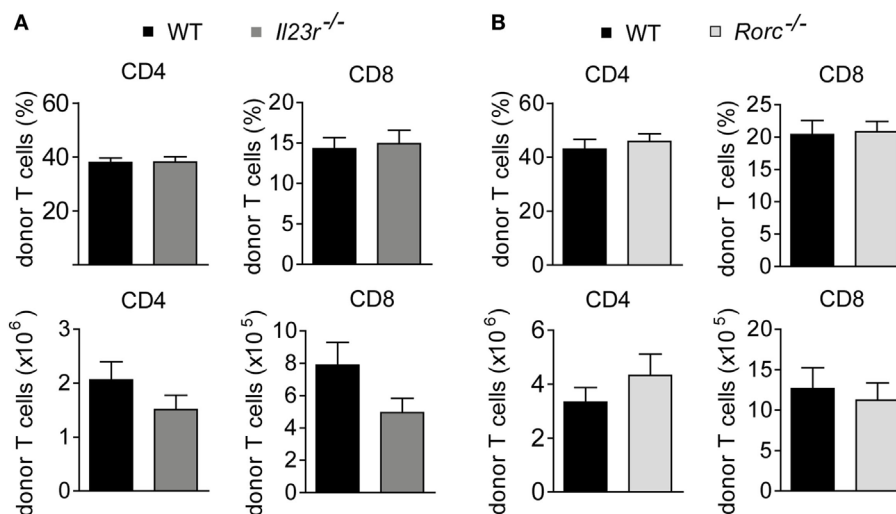 A
WT Il23r-/-
CD4
donor T cells (%)
60
40
20
CD8
donor T cells (%)
20
15
10
5
0
CD4
donor T cells (x10^6)
3
2
1
0
CD8
donor T cells (x10^5)
10
8
6
4
2
0
B
WT Rorc-/-
CD4
donor T cells (%)
60
40
20
0
CD8
donor T cells (%)
25
20
15
10
5
0
CD4
donor T cells (x10^6)
6
4
2
0
CD8
donor T cells (x10^5)
20
15
10
5
0